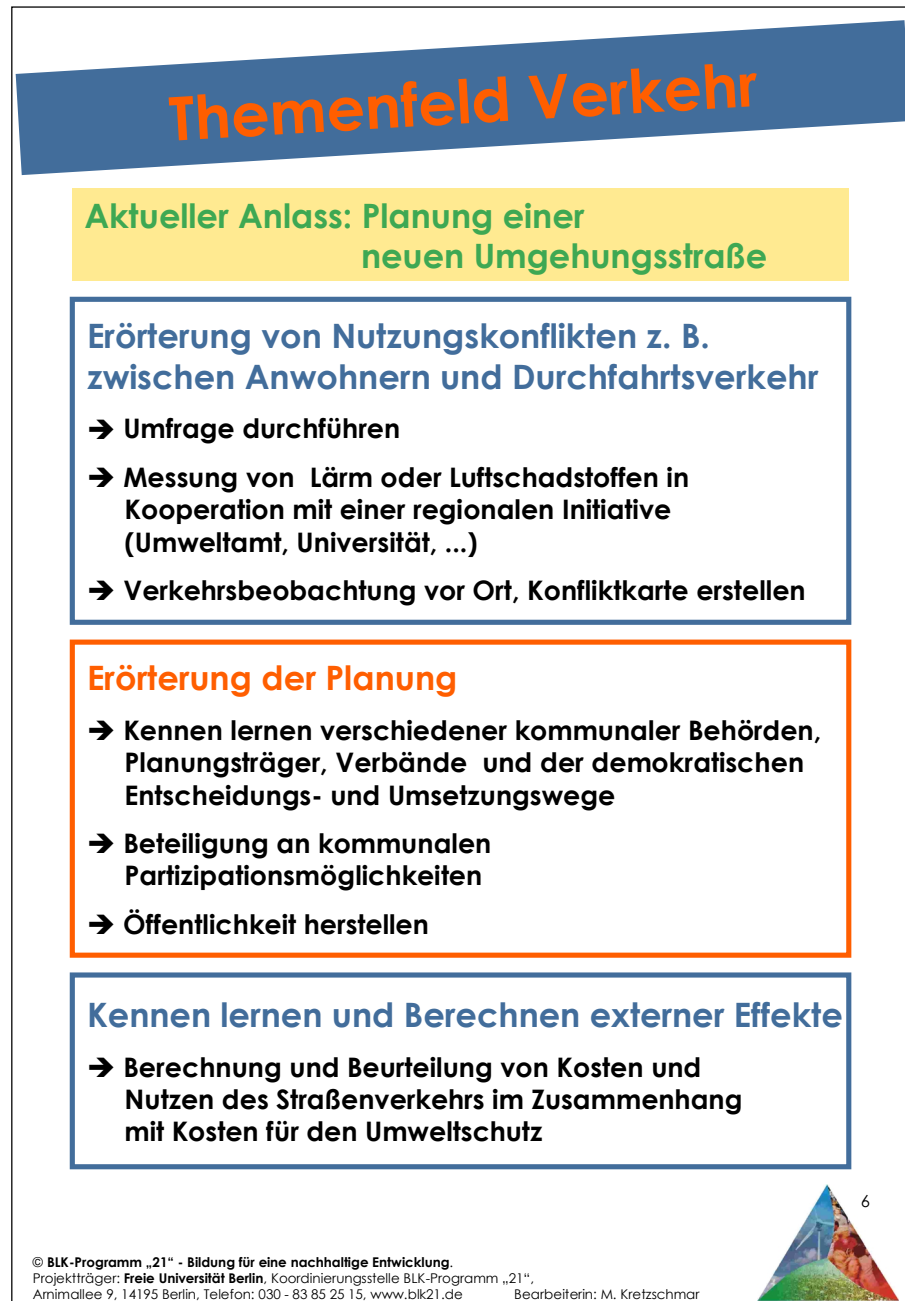 Themenfeld Verkehr
Aktueller Anlass: Planung einer
neuen Umgehungsstraße
Erörterung von Nutzungskonflikten z. B.
zwischen Anwohnern und Durchfahrtsverkehr
➔ Umfrage durchführen
➔ Messung von Lärm oder Luftschadstoffen in
Kooperation mit einer regionalen Initiative
(Umweltamt, Universität, ...)
➔ Verkehrsbeobachtung vor Ort, Konfliktkarte erstellen
Erörterung der Planung
➔ Kennen lernen verschiedener kommunaler Behörden,
Planungsträger, Verbände und der demokratischen
Entscheidungs- und Umsetzungswege
➔ Beteiligung an kommunalen
Partizipationsmöglichkeiten
➔ Öffentlichkeit herstellen
Kennen lernen und Berechnen externer Effekte
➔ Berechnung und Beurteilung von Kosten und
Nutzen des Straßenverkehrs im Zusammenhang
mit Kosten für den Umweltschutz
6
© BLK-Programm „21“ - Bildung für eine nachhaltige Entwicklung.
Projektträger: Freie Universität Berlin, Koordinierungsstelle BLK-Programm „21“,
Arnimallee 9, 14195 Berlin, Telefon: 030 - 83 85 25 15, www.blk21.de Bearbeiterin: M. Kretzschmar